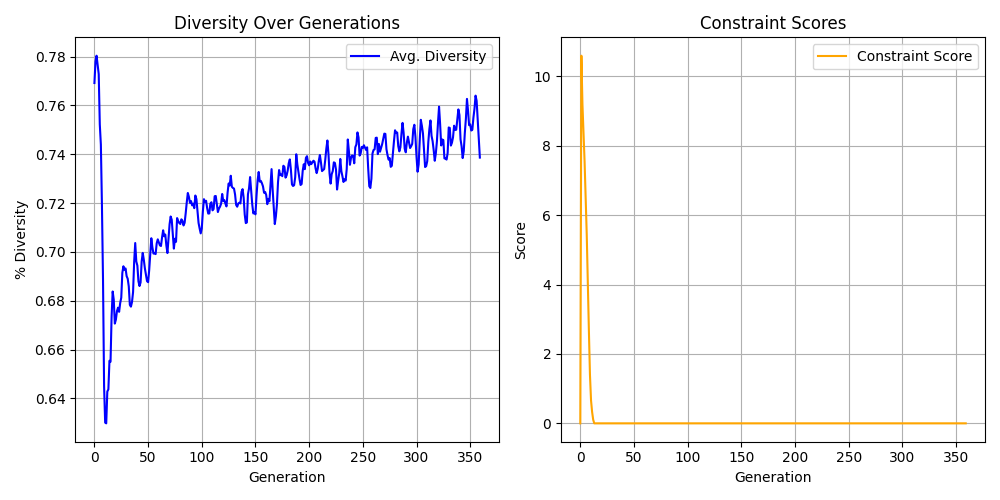 Diversity Over Generations
Avg. Diversity
% Diversity
0.78
0.76
0.74
0.72
0.70
0.68
0.66
0.64
0 50 100 150 200 250 300 350
Generation
Constraint Scores
Constraint Score
Score
10
8
6
4
2
0
0 50 100 150 200 250 300 350
Generation